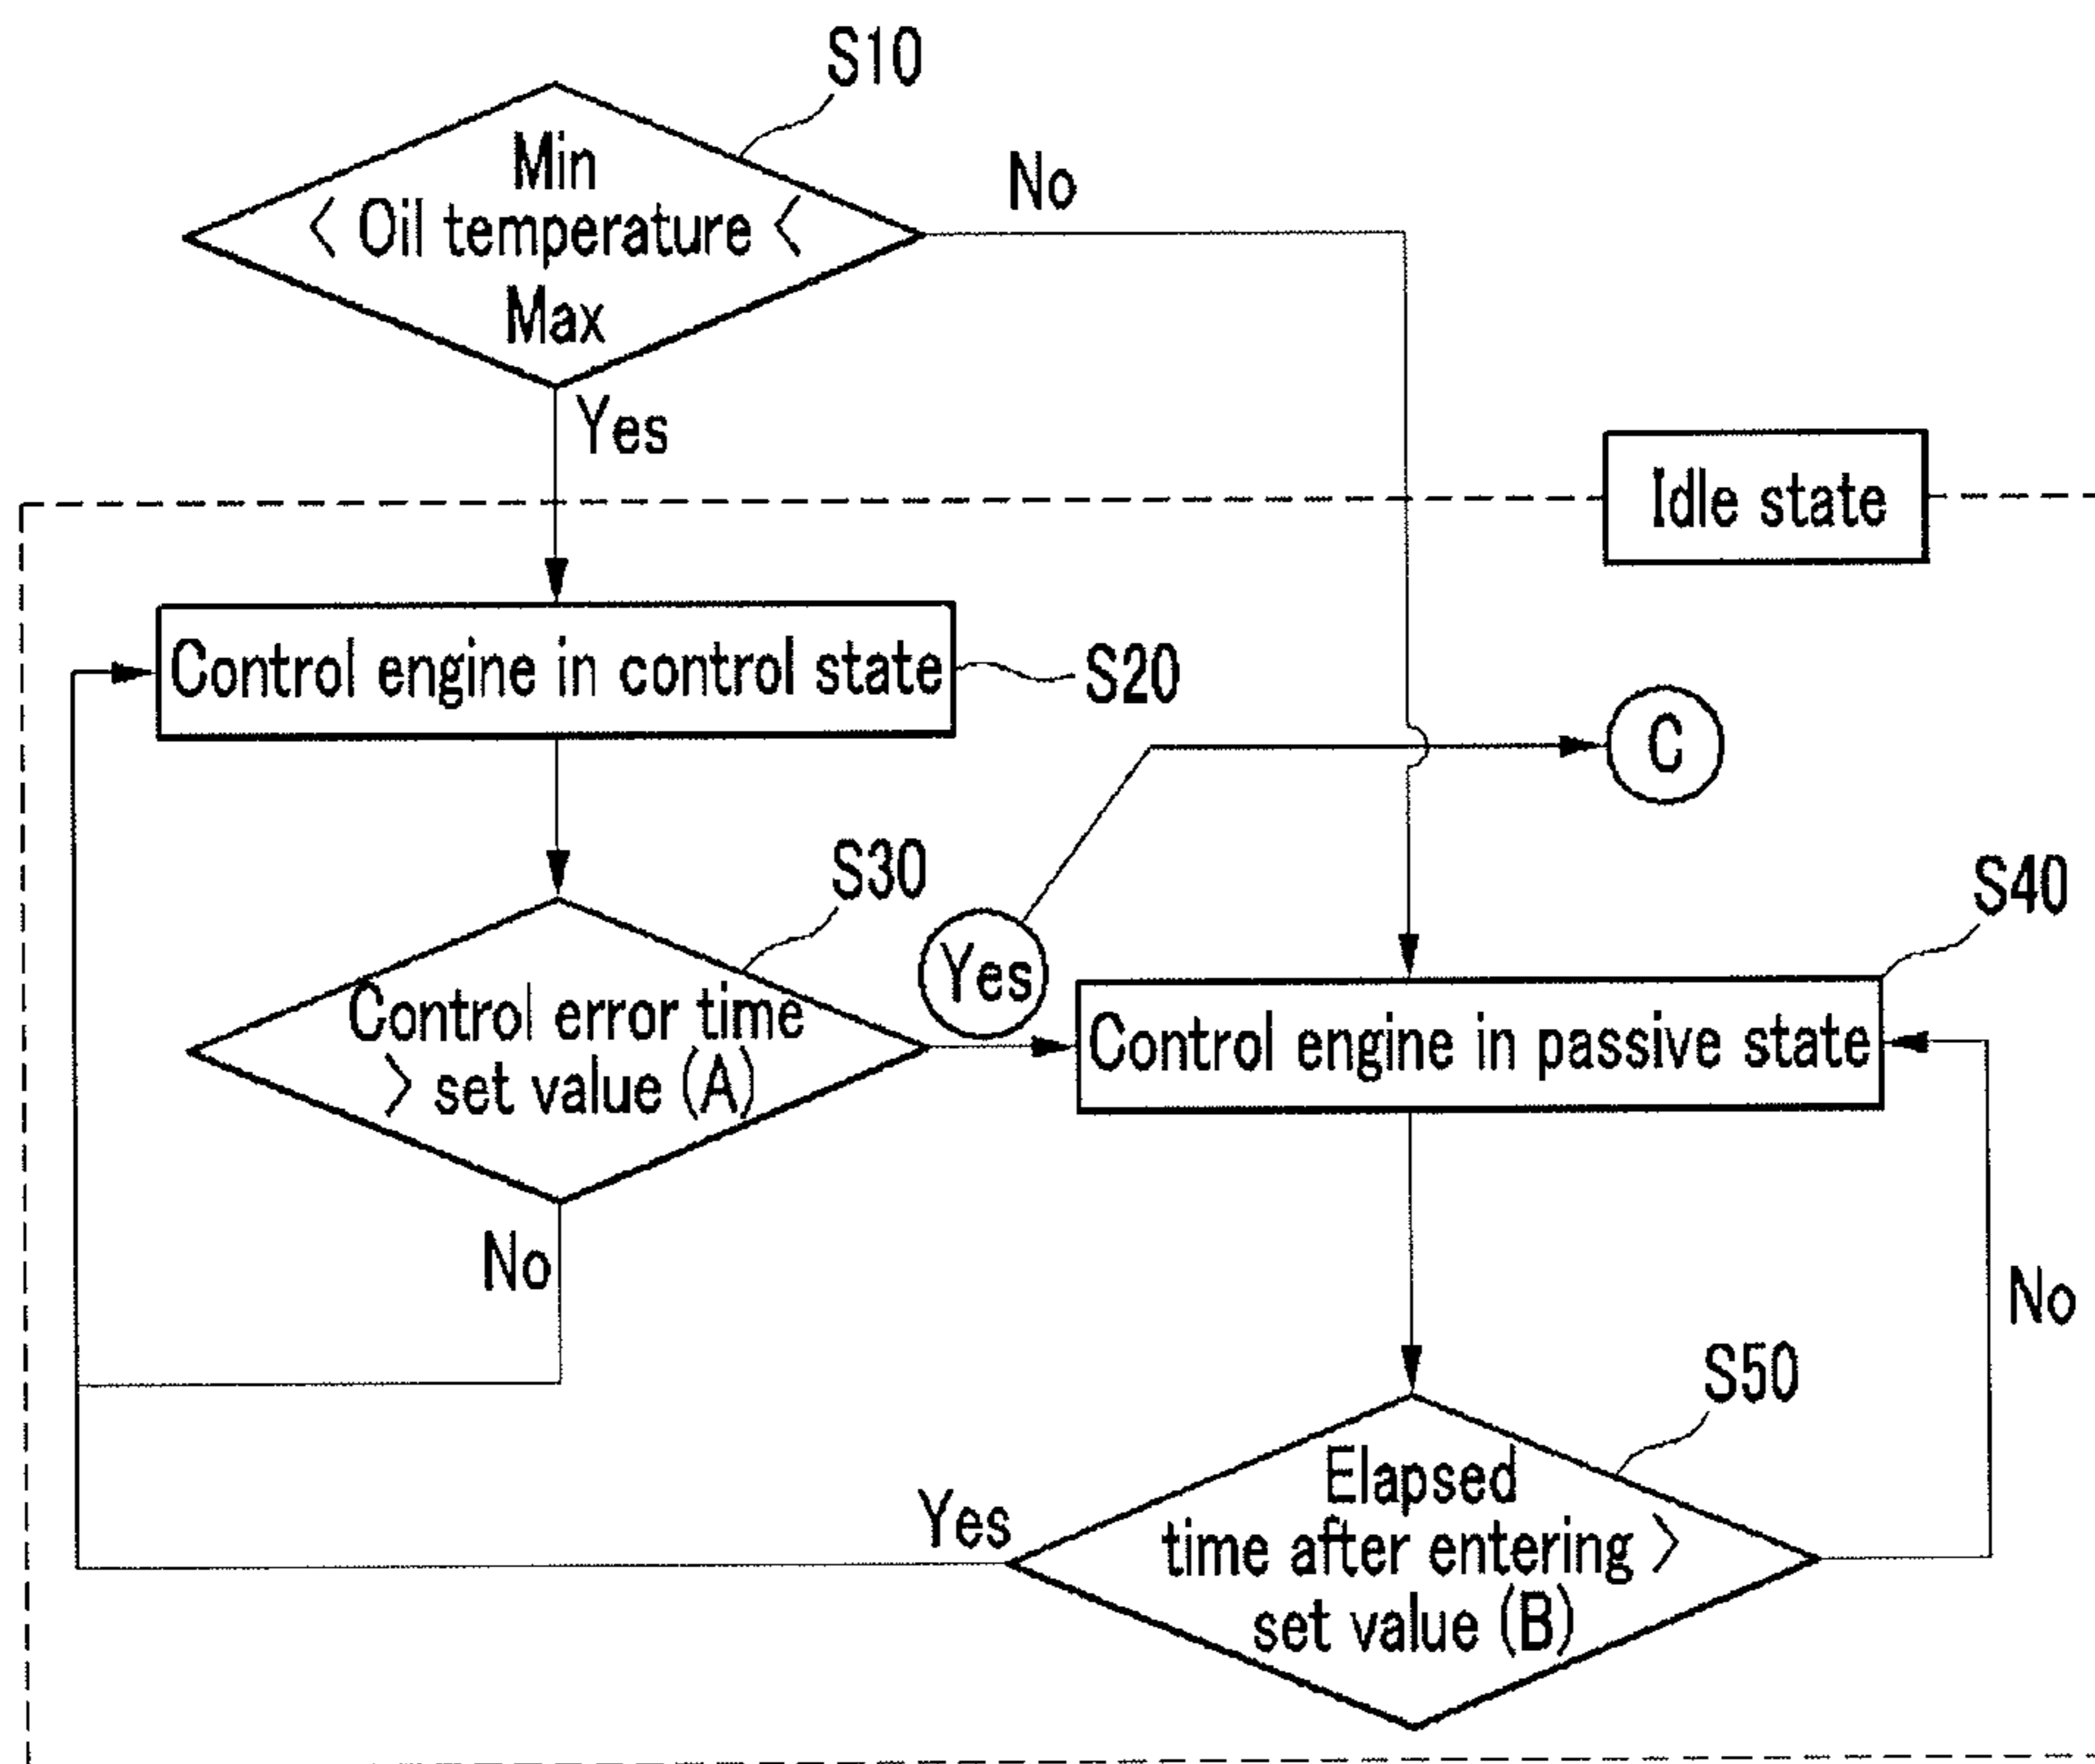 S10
Min
< Oil temperature <
Max
No
Yes
Idle state
Control engine in control state
S20
C
S30
S40
Yes
Control error time
> set value (A)
Control engine in passive state
No
No
S50
Yes
Elapsed
time after entering >
set value (B)